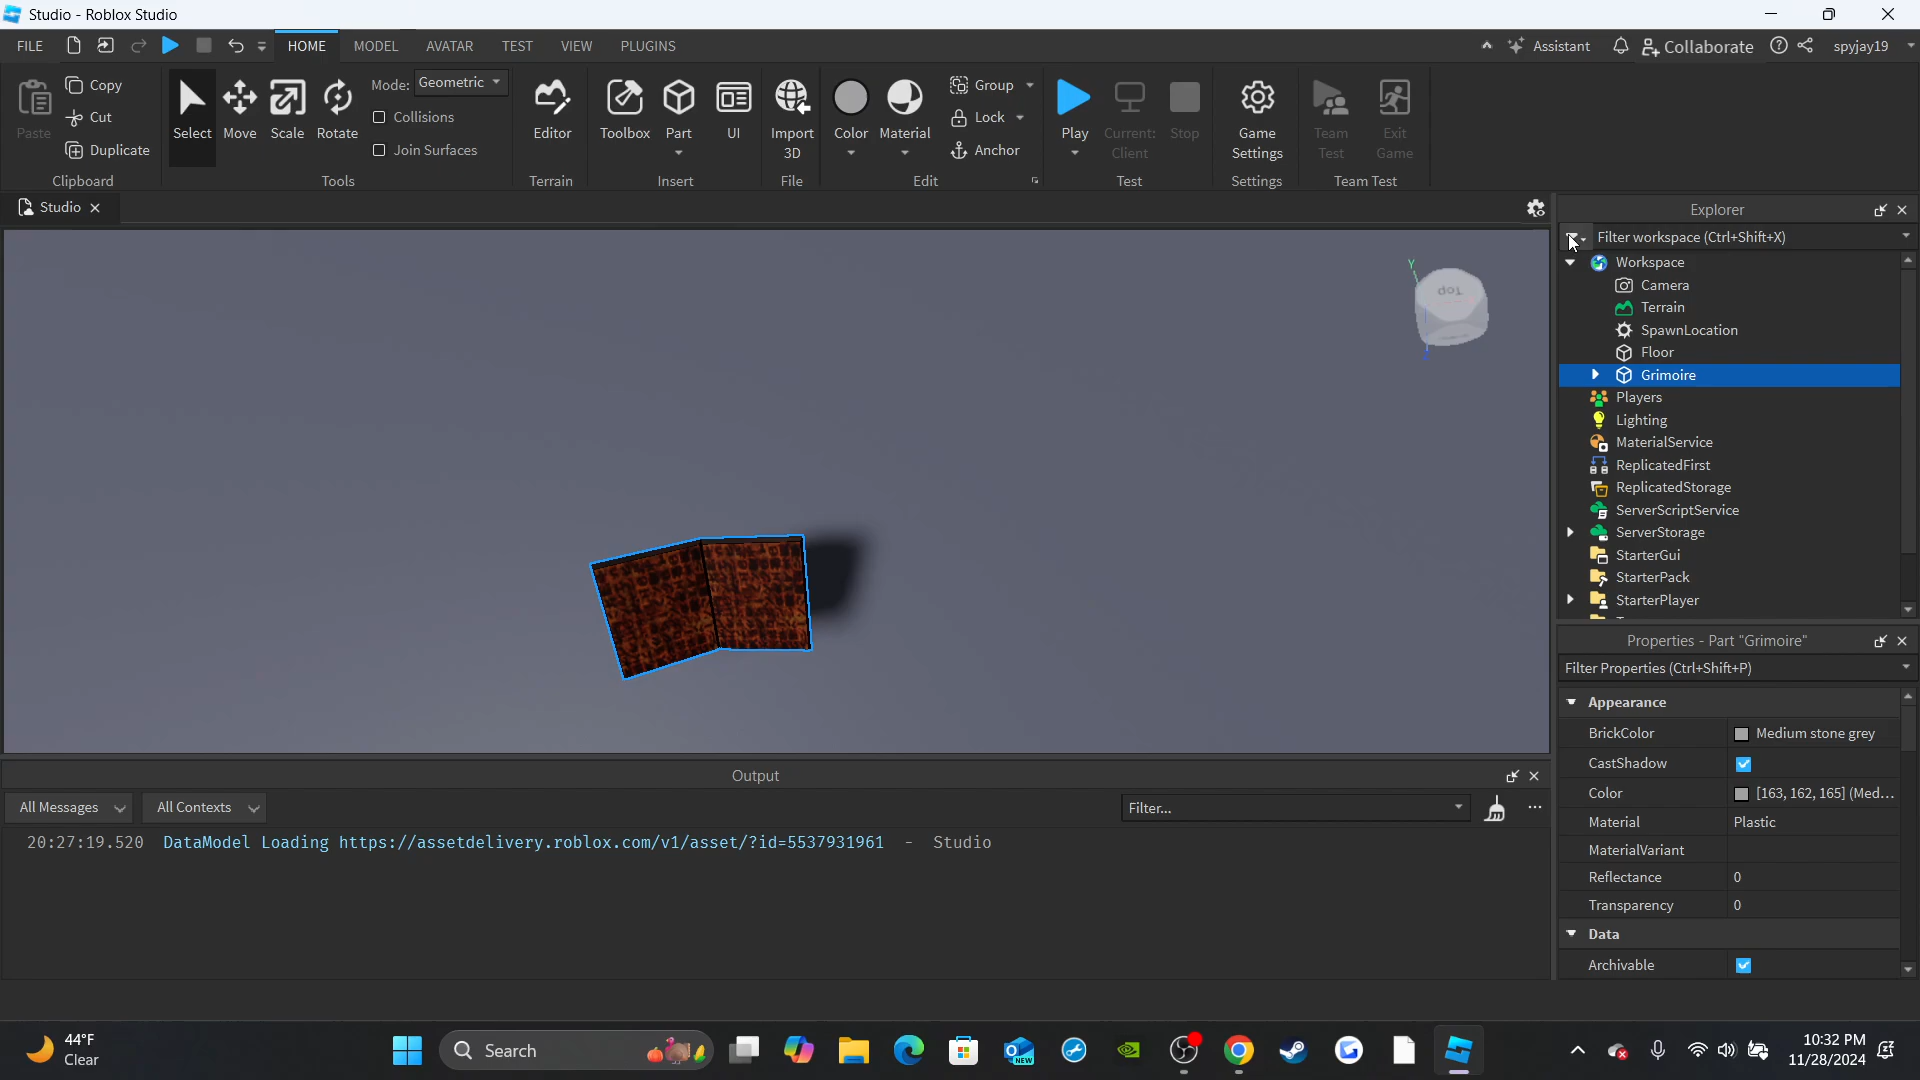 Studio - Roblox Studio
FILE HOME MODEL AVATAR TEST VIEW PLUGINS Assistant Collaborate spyjay19
Paste Copy Cut Duplicate Clipboard
Select Move Scale Rotate Mode: Geometric Collisions Join Surfaces Tools
Editor Terrain
Toolbox Part UI Insert
Import 3D File
Color Material Group Lock Anchor Edit
Play Current: Client Stop Test
Game Settings Settings
Team Test Exit Game Team Test
Studio
Top
Y
Explorer
Filter workspace (Ctrl+Shift+X)
Workspace
Camera
Terrain
SpawnLocation
Floor
Grimoire
Players
Lighting
MaterialService
ReplicatedFirst
ReplicatedStorage
ServerScriptService
ServerStorage
StarterGui
StarterPack
StarterPlayer
Properties - Part "Grimoire"
Filter Properties (Ctrl+Shift+P)
Appearance
BrickColor Medium stone grey
CastShadow
Color [163, 162, 165] (Med...
Material Plastic
MaterialVariant
Reflectance 0
Transparency 0
Data
Archivable
Output
All Messages All Contexts Filter...
20:27:19.520 DataModel Loading https://assetdelivery.roblox.com/v1/asset/?id=5537931961 - Studio
44°F
Clear
Search
NEW
10:32 PM
11/28/2024